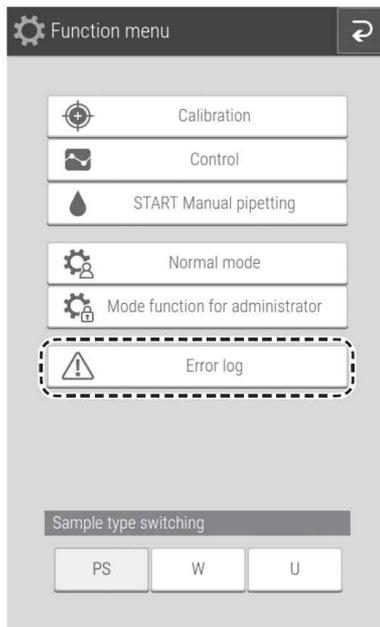 Function menu
Calibration
Control
START Manual pipetting
Normal mode
Mode function for administrator
Error log
Sample type switching
PS
W
U